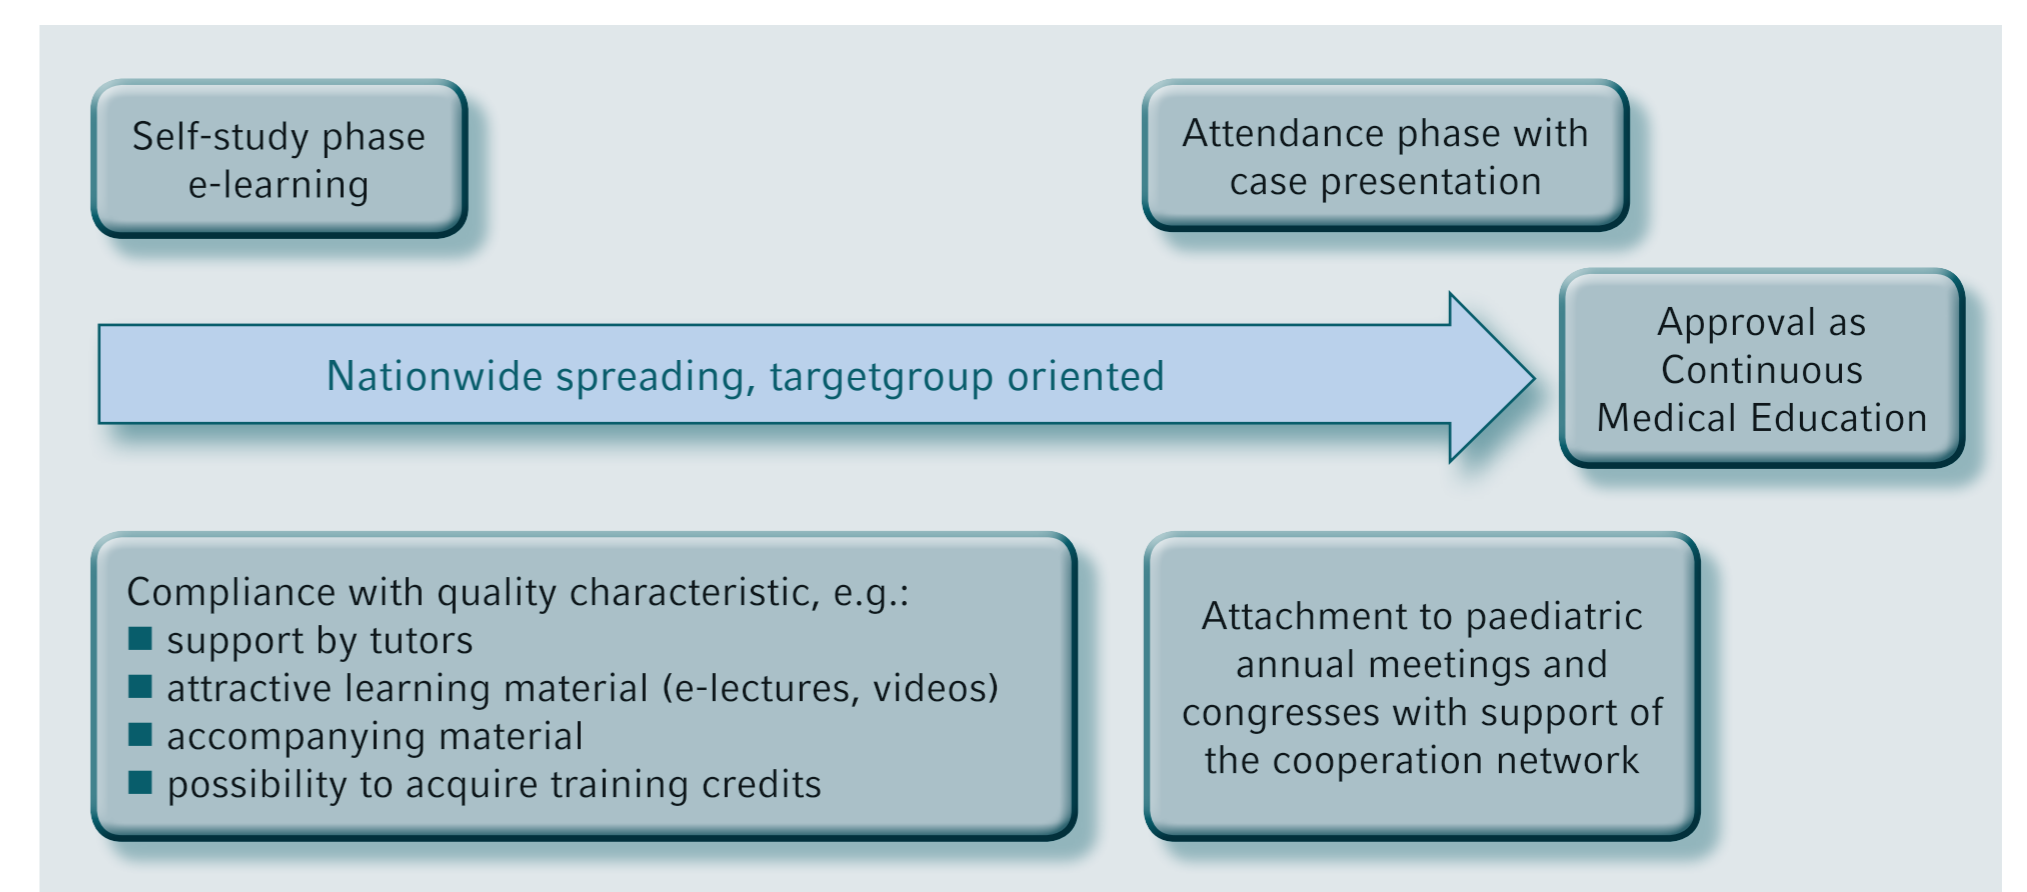 Self-study phase
e-learning
Attendance phase with
case presentation
Nationwide spreading, targetgroup oriented
Approval as
Continuous
Medical Education
Compliance with quality characteristic, e.g.:
■ support by tutors
■ attractive learning material (e-lectures, videos)
■ accompanying material
■ possibility to acquire training credits
Attachment to paediatric
annual meetings and
congresses with support of
the cooperation network